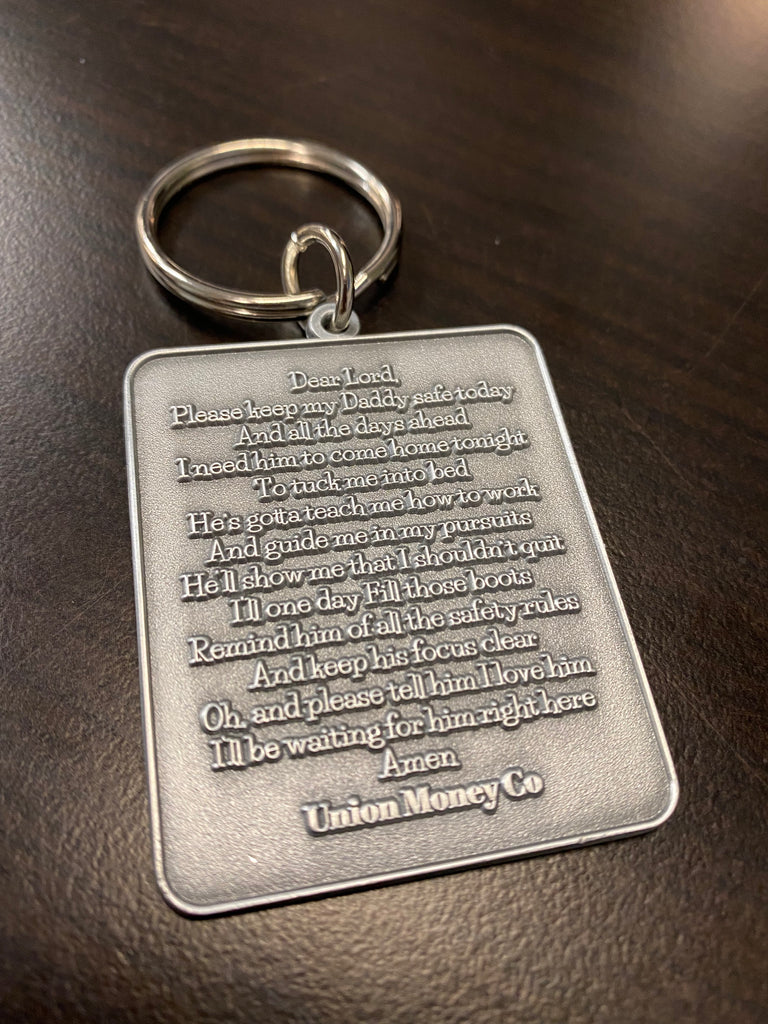 Dear Lord,
Please keep my Daddy safe today
And all the days ahead
I need him to come home tonight
To tuck me into bed
He's gotta teach me how to work
And guide me in my pursuits
He'll show me that I shouldn't quit
I'll one day Fill those boots
Remind him of all the safety rules
And keep his focus clear
Oh, and please tell him I love him
I'll be waiting for him right here
Amen
Union Money Co